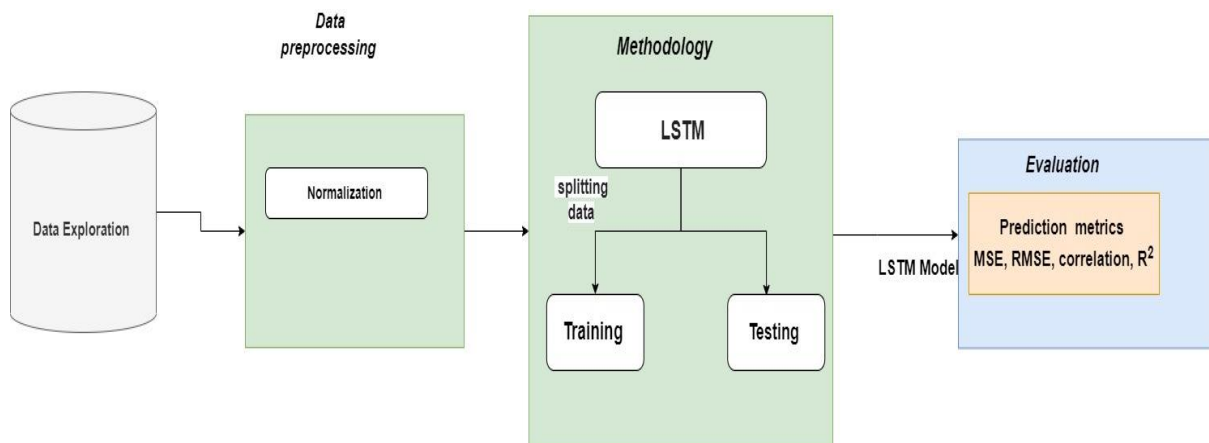 Data
preprocessing
Methodology
LSTM
splitting
data
Normalization
Data Exploration
Training
Testing
LSTM Model
Evaluation
Prediction metrics
MSE, RMSE, correlation, R²